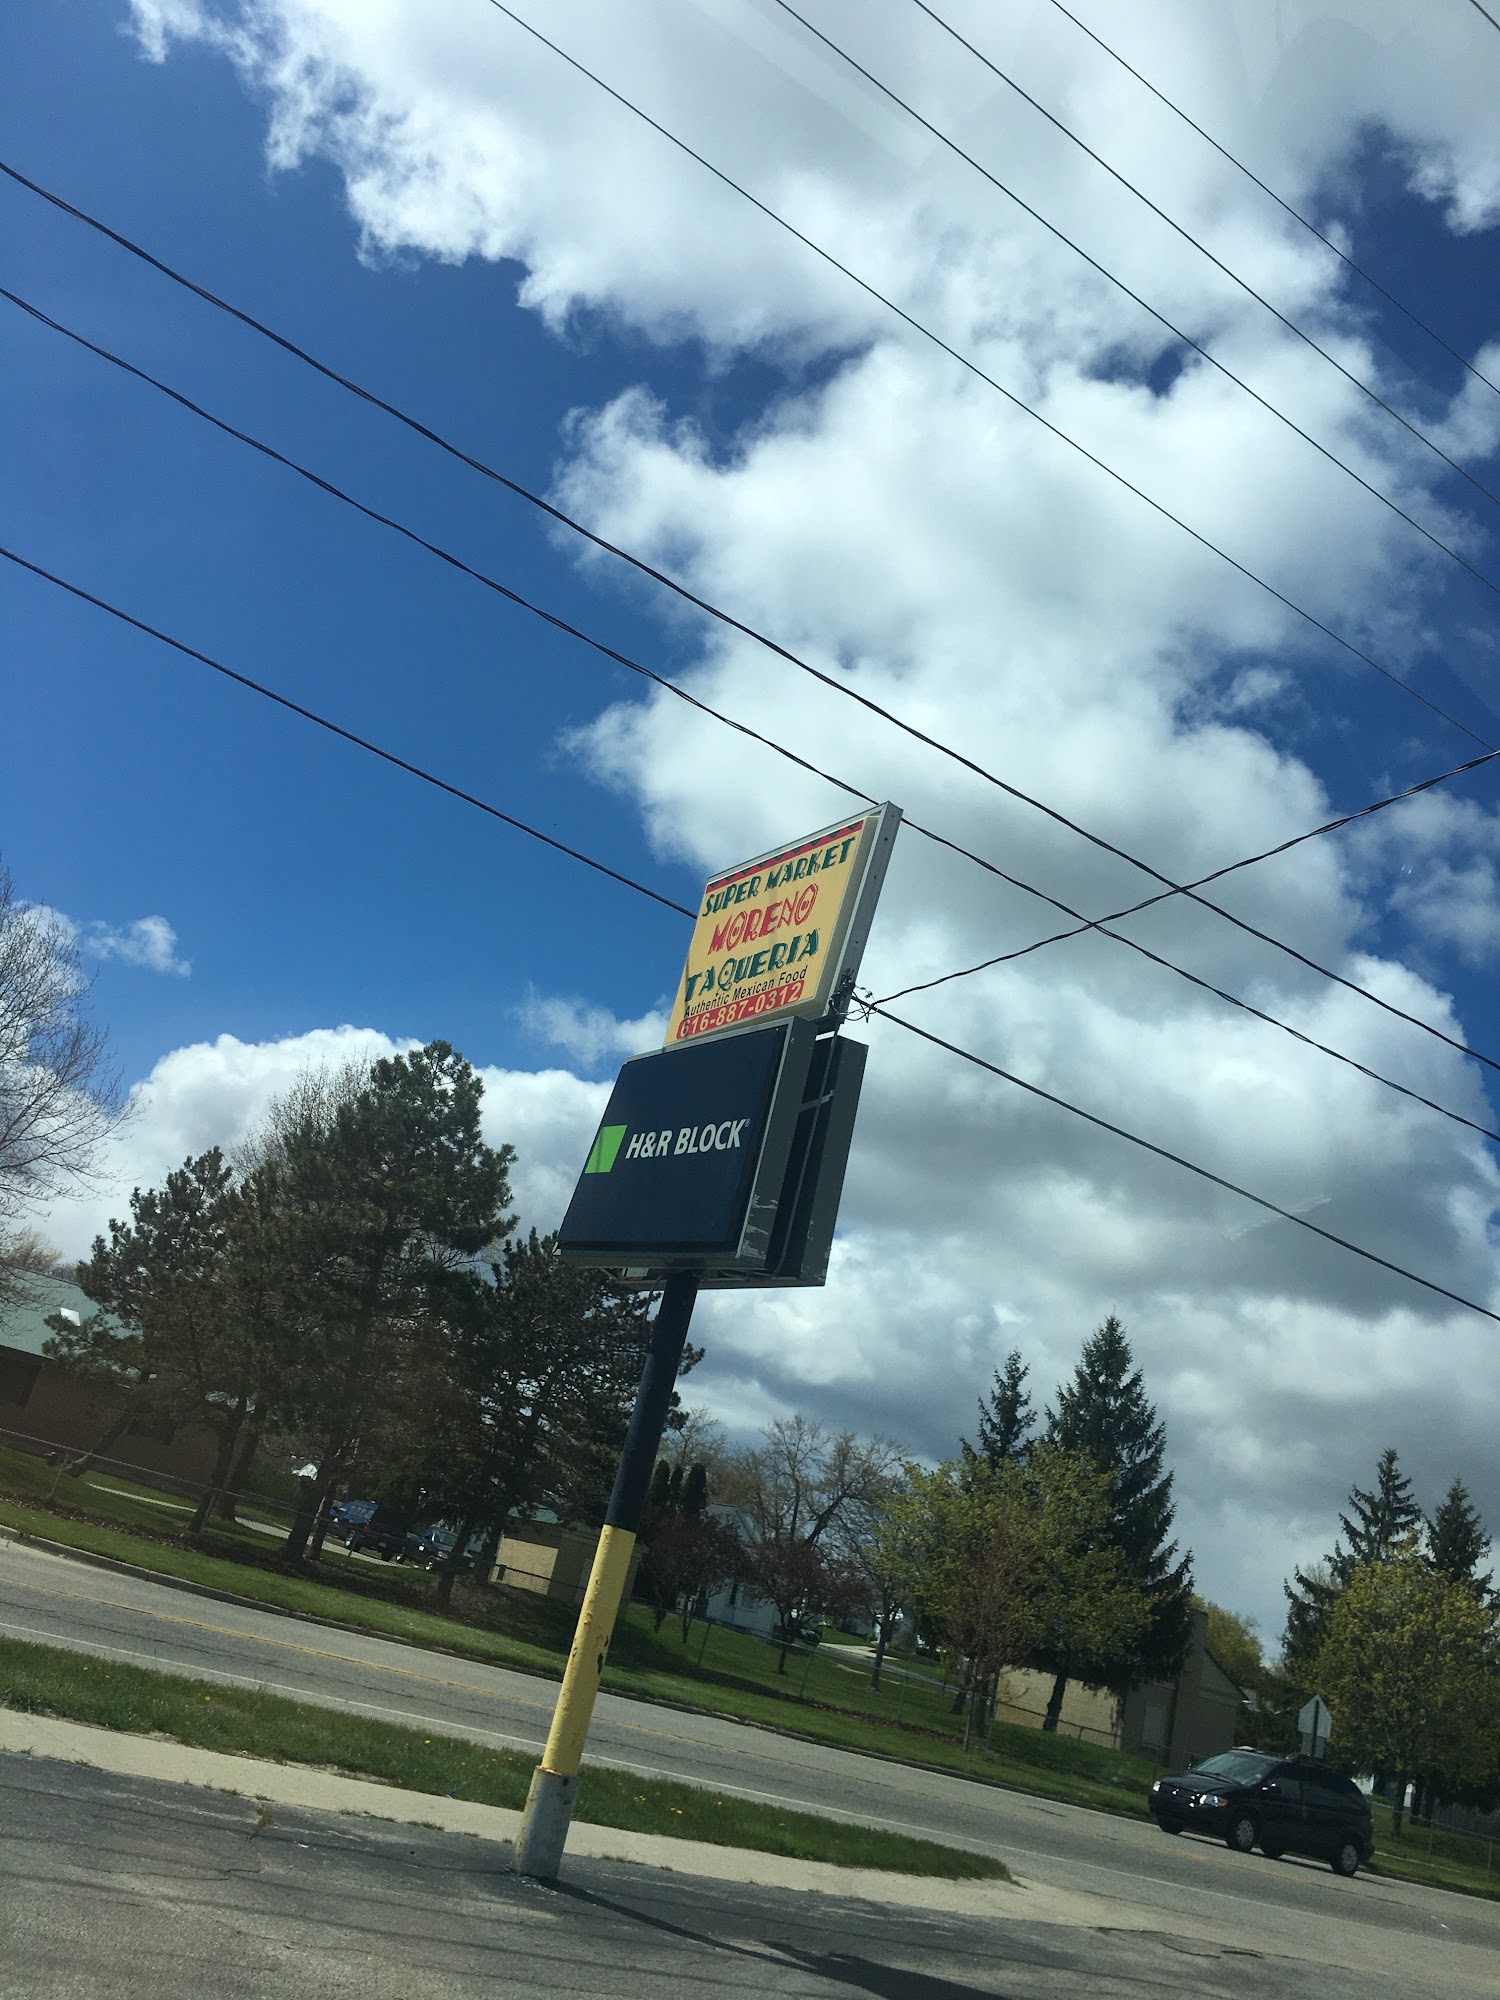 SUPER MARKET
MORENO
TAQUERIA
Authentic Mexican Food
616-887-0312
H&R BLOCK®